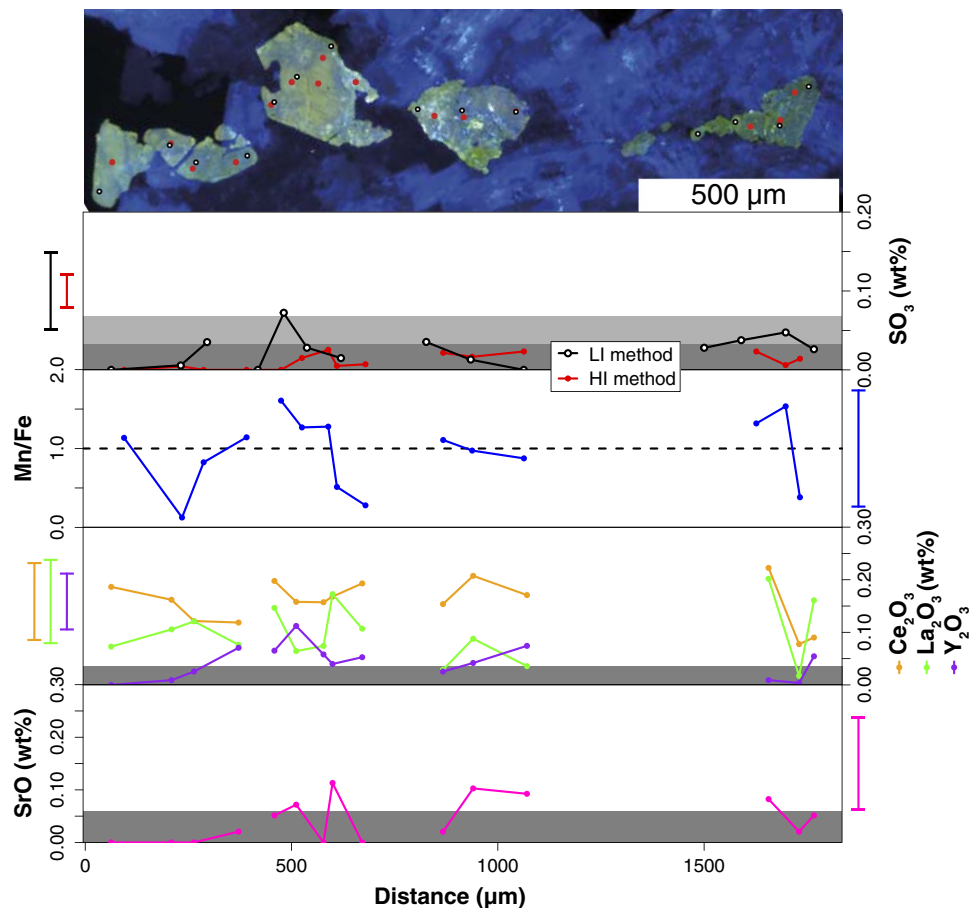 500 µm
0.20
0.10
0.00
SO3 (wt%)
LI method
HI method
2.0
1.0
0.0
Mn/Fe
0.30
0.20
0.10
0.00
Ce2O3
La2O3 (wt%)
Y2O3
0.30
0.20
0.10
0.00
SrO (wt%)
0
500
1000
1500
Distance (µm)